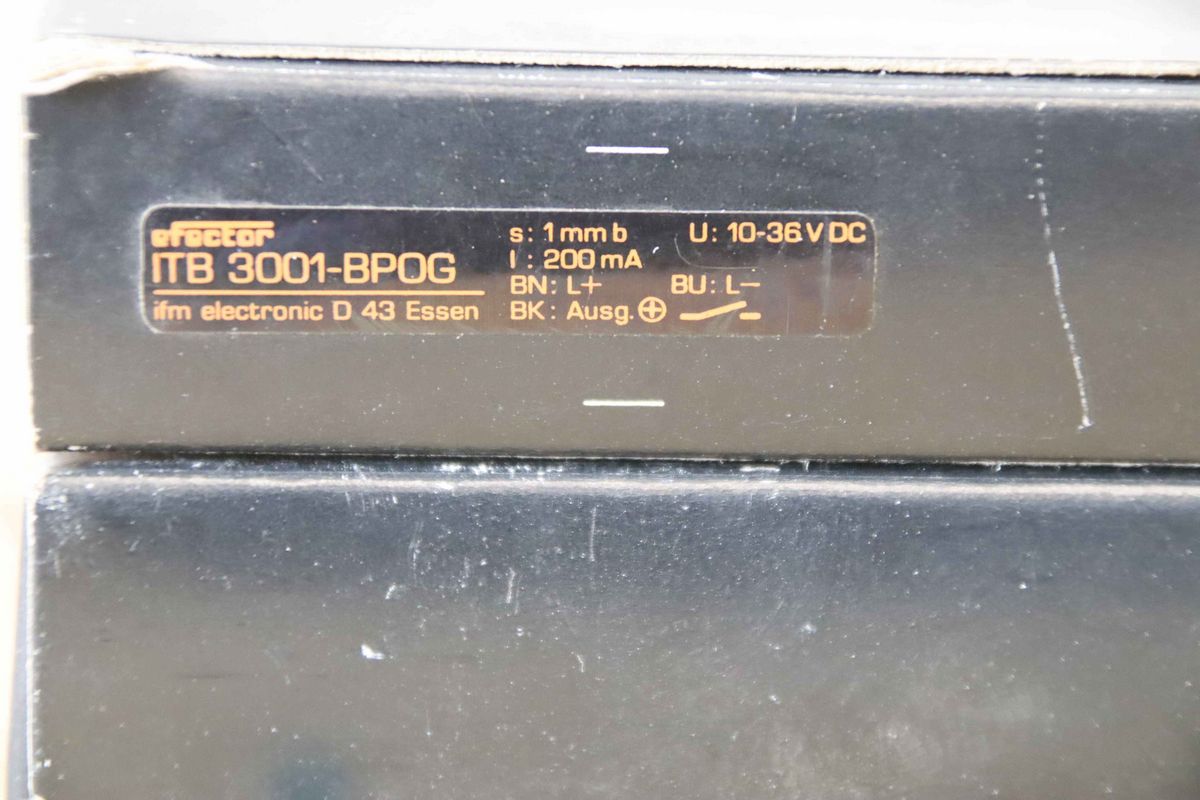 efector
ITB 3001-BPOG
ifm electronic D 43 Essen
s: 1 mm b U: 10-36 V DC
I : 200 mA
BN: L+ BU: L−
BK: Ausg.